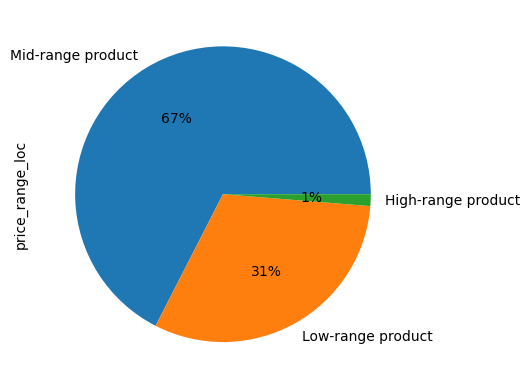 Mid-range product
67%
price_range_loc
1%
High-range product
31%
Low-range product